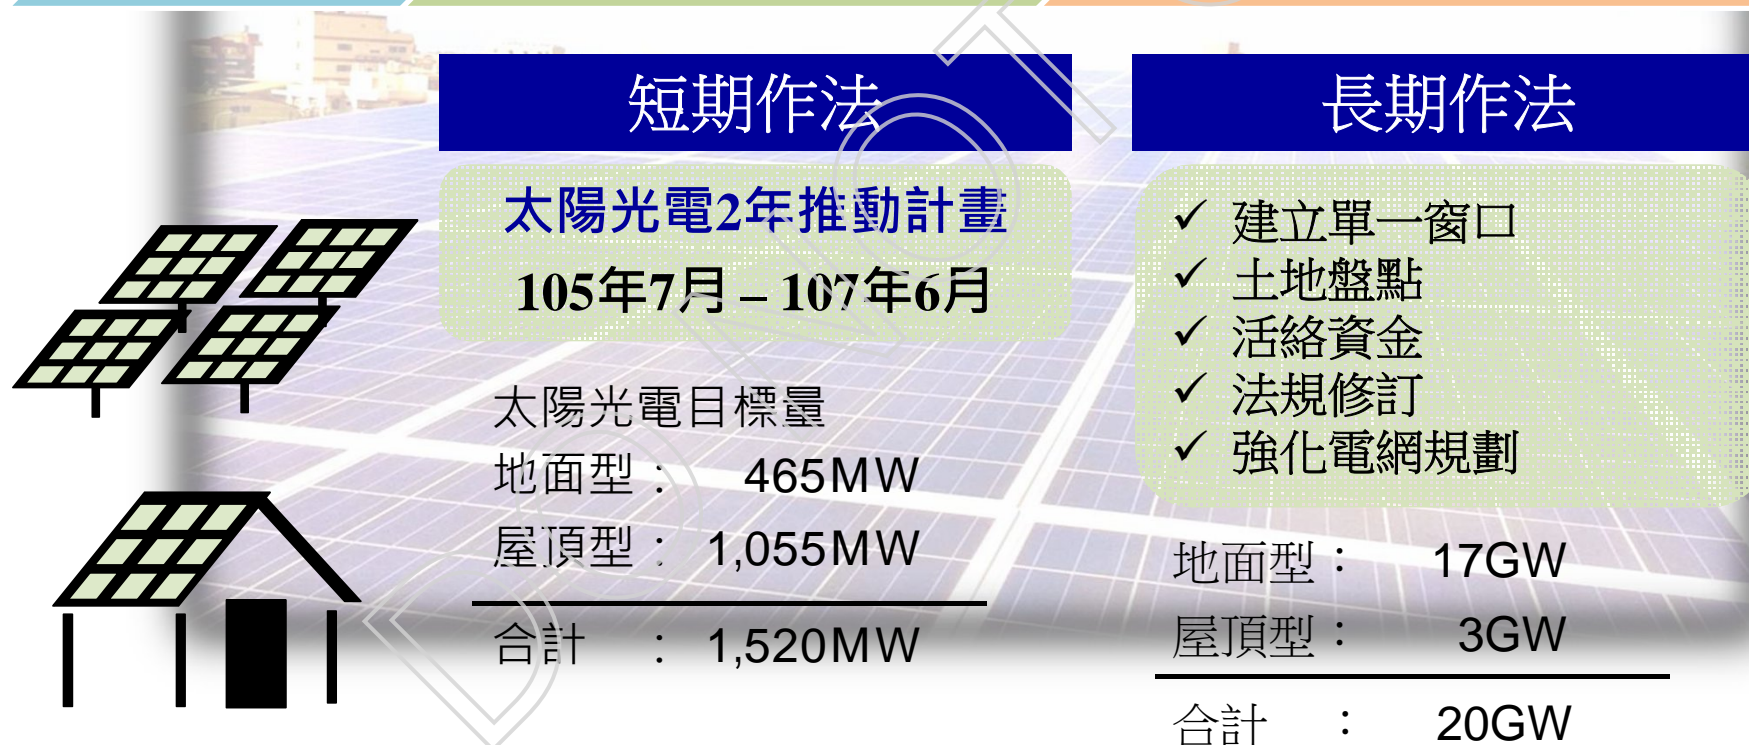 短期作法
太陽光電2年推動計畫
105年7月 – 107年6月
太陽光電目標量
地面型： 465MW
屋頂型： 1,055MW
合計 ： 1,520MW
長期作法
✓ 建立單一窗口
✓ 土地盤點
✓ 活絡資金
✓ 法規修訂
✓ 強化電網規劃
地面型： 17GW
屋頂型： 3GW
合計 ： 20GW